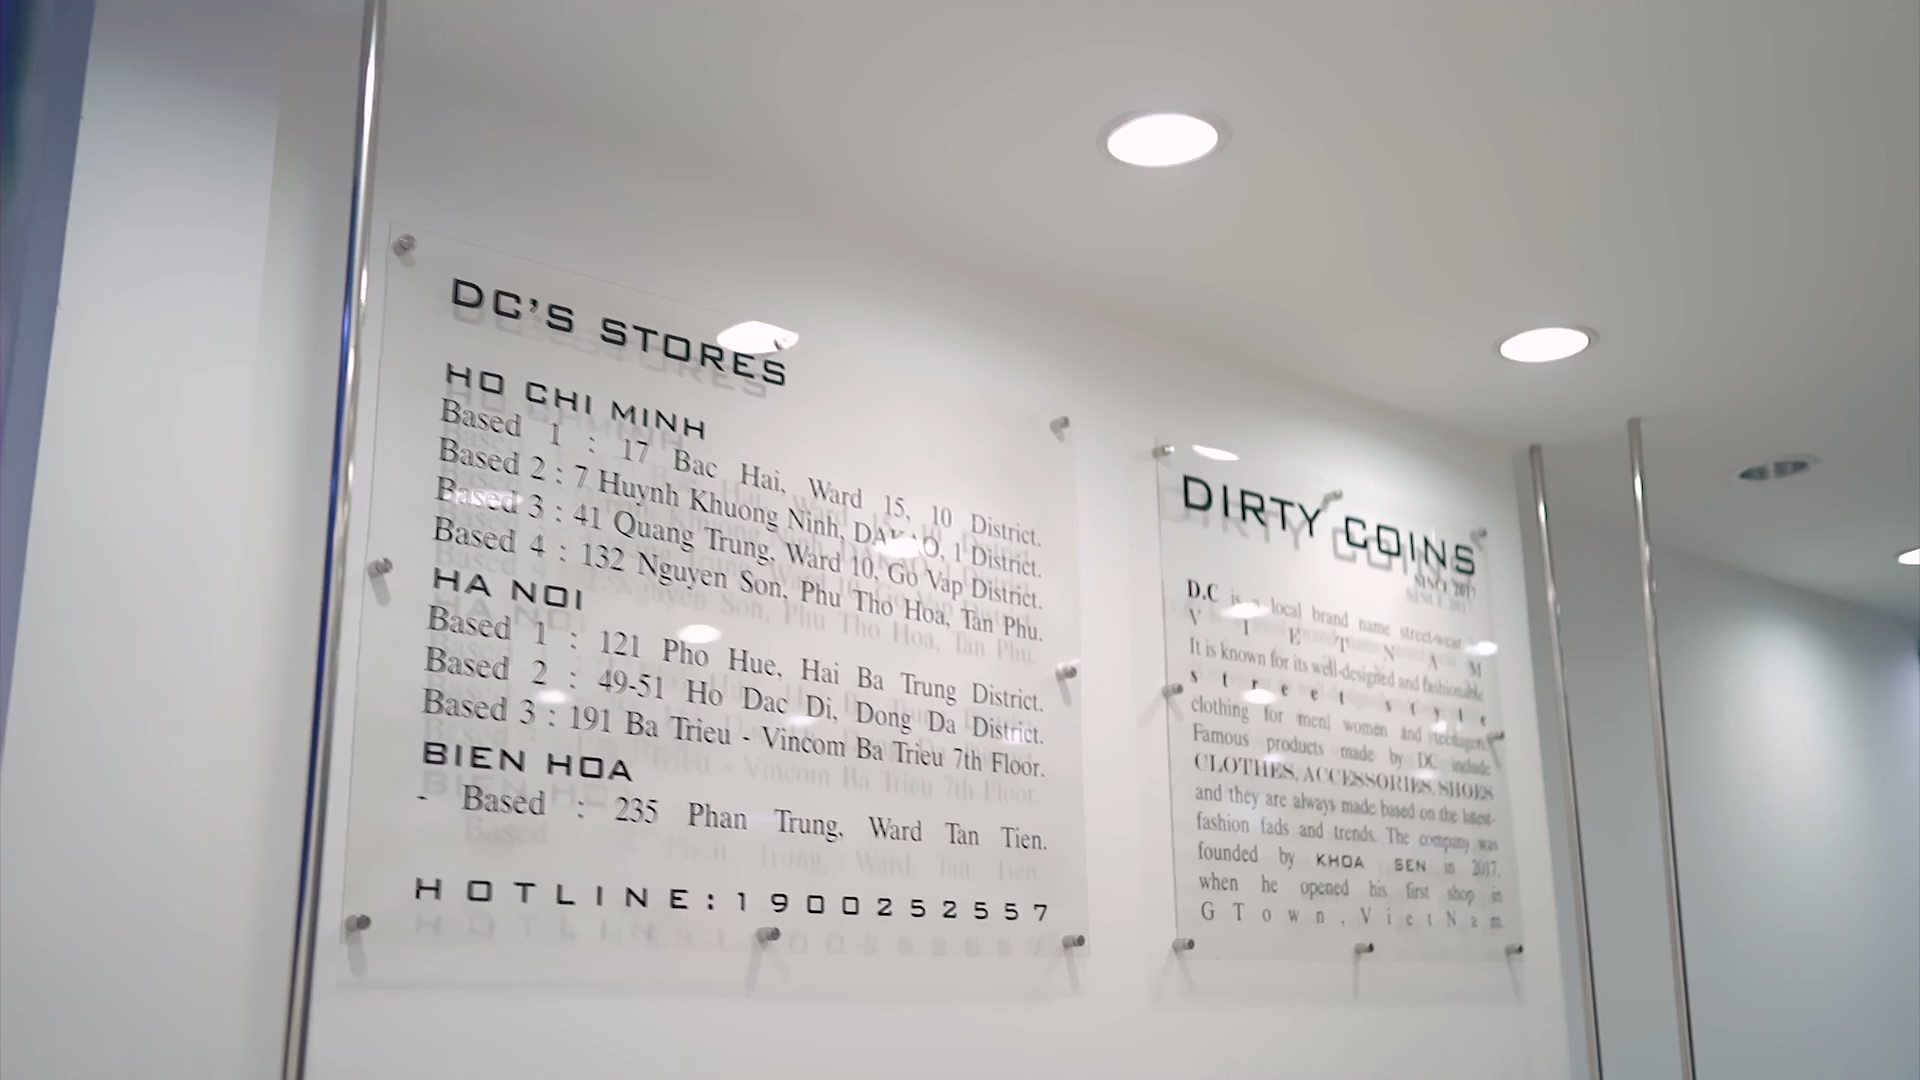 DC'S STORES
HO CHI MINH
Based 1 : 17 Bac Hai, Ward 15, 10 District.
Based 2 : 7 Huynh Khuong Ninh, DAKAO, 1 District.
Based 3 : 41 Quang Trung, Ward 10, Go Vap District.
Based 4 : 132 Nguyen Son, Phu Tho Hoa, Tan Phu.
HA NOI
Based 1 : 121 Pho Hue, Hai Ba Trung District.
Based 2 : 49-51 Ho Dac Di, Dong Da District.
Based 3 : 191 Ba Trieu - Vincom Ba Trieu 7th Floor.
BIEN HOA
- Based : 235 Phan Trung, Ward Tan Tien.
HOTLINE:1900252557
DIRTY COINS
SINCE 2017
D.C is a local brand name street-wear
VIETNAM
It is known for its well-designed and fashionable
street style
clothing for men, women and teenagers.
Famous products made by DC include
CLOTHES, ACCESSORIES, SHOES
and they are always made based on the latest-
fashion fads and trends. The company was
founded by KHOA SEN in 2017,
when he opened his first shop in
G Town, VietNam.